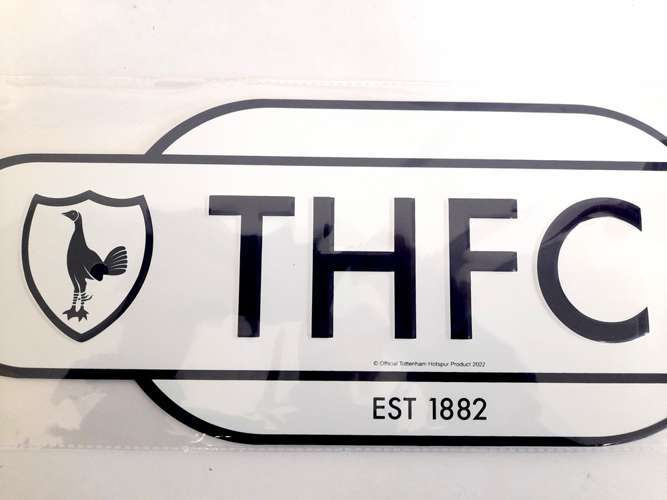 THFC
© Official Tottenham Hotspur Product 2022
EST 1882